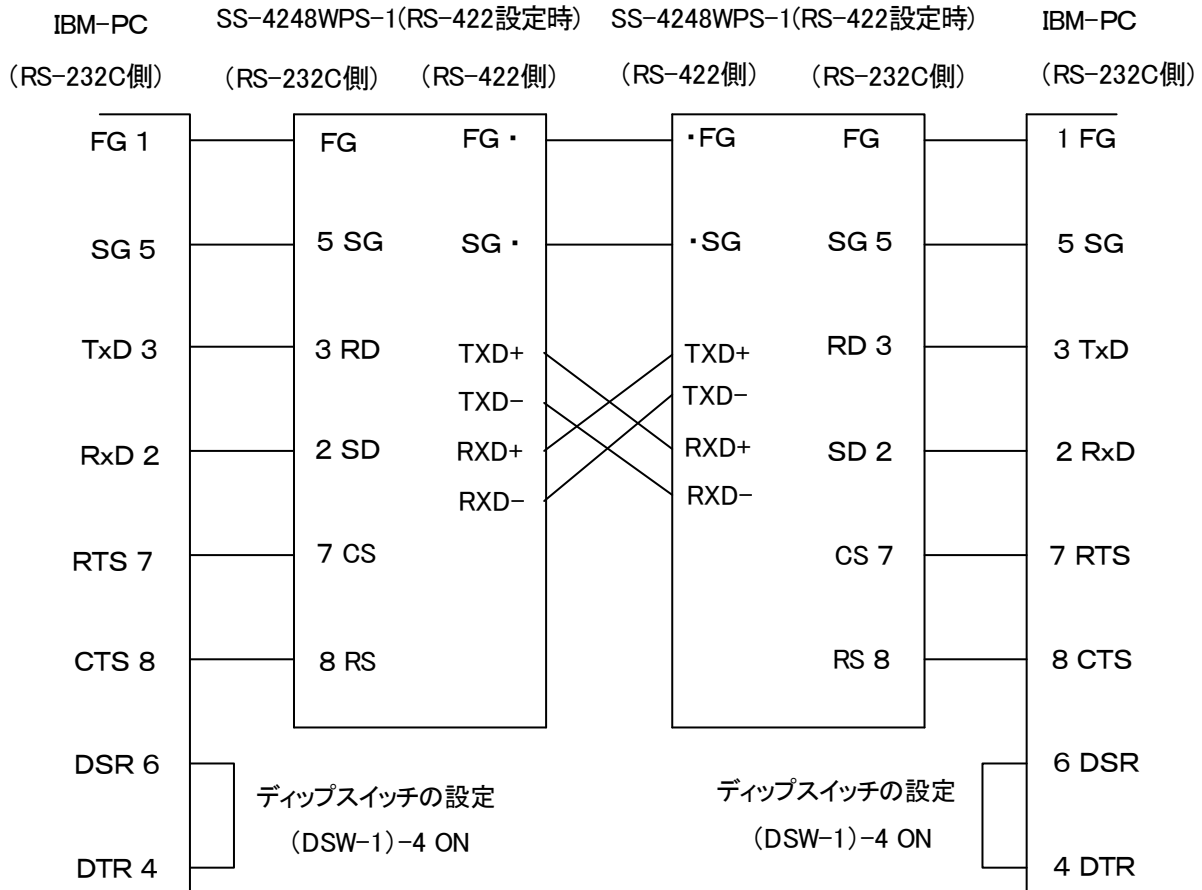 IBM-PC SS-4248WPS-1(RS-422設定時) SS-4248WPS-1(RS-422設定時) IBM-PC
(RS-232C側) (RS-232C側) (RS-422側) (RS-422側) (RS-232C側) (RS-232C側)
FG 1 FG FG・ ・FG FG 1 FG
SG 5 5 SG SG・ ・SG SG 5 5 SG
TxD 3 3 RD TXD+ TXD+ RD 3 3 TxD
TXD- TXD-
RxD 2 2 SD RXD+ RXD+ SD 2 2 RxD
RXD- RXD-
RTS 7 7 CS CS 7 7 RTS
CTS 8 8 RS RS 8 8 CTS
DSR 6 6 DSR
ディップスイッチの設定 ディップスイッチの設定
(DSW-1)-4 ON (DSW-1)-4 ON
DTR 4 4 DTR